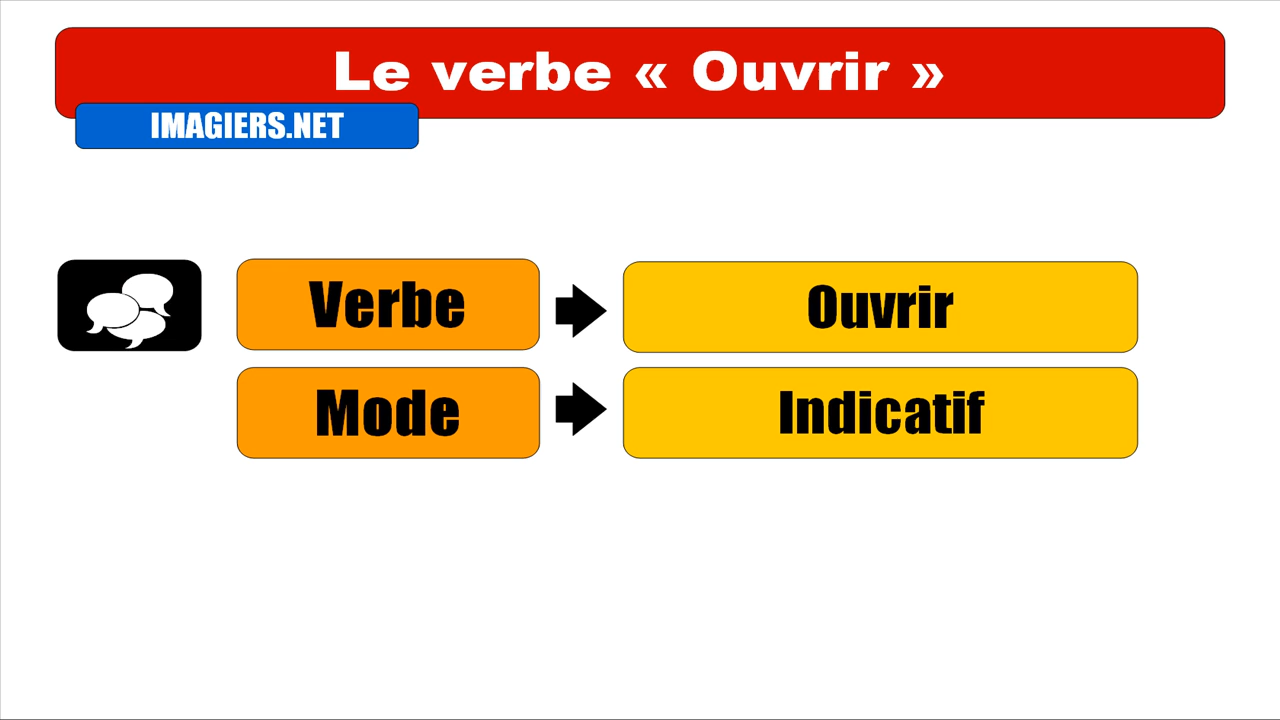 Le verbe « Ouvrir »
IMAGIERS.NET
Verbe Ouvrir
Mode Indicatif